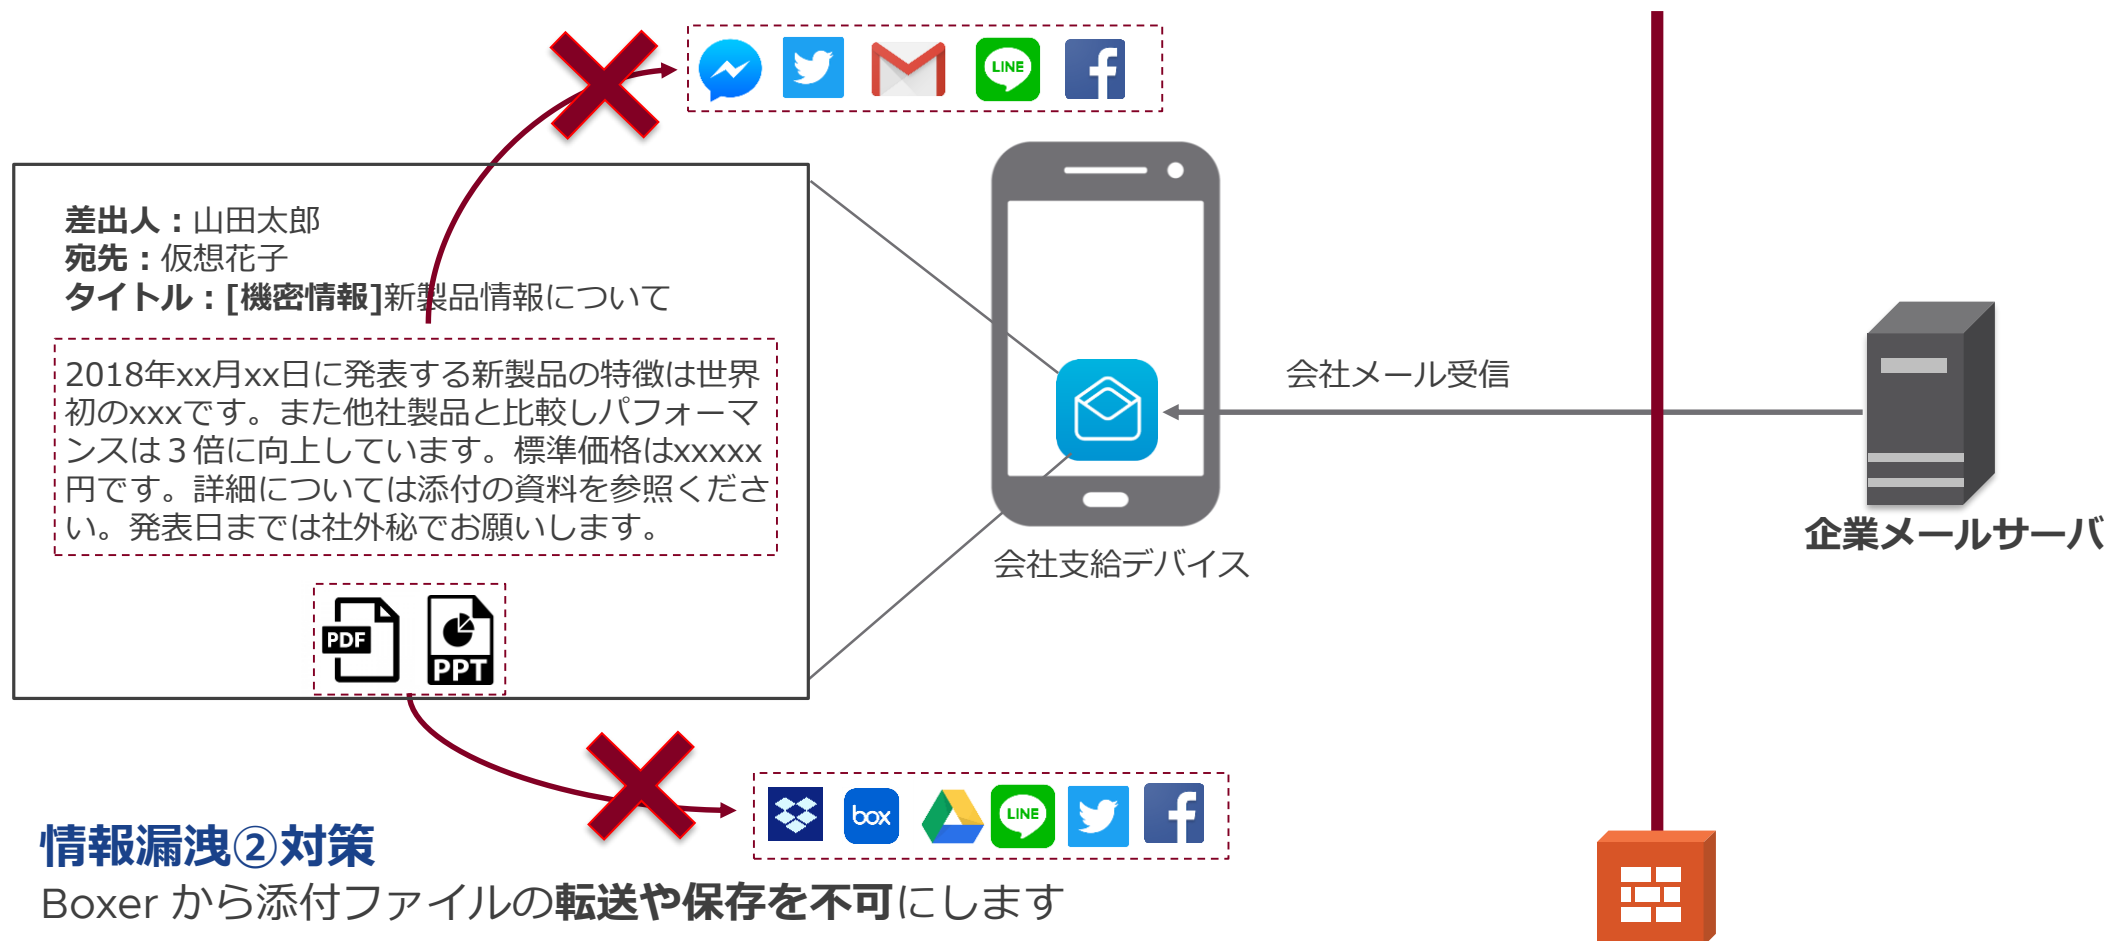 LINE
差出人：山田太郎
宛先：仮想花子
タイトル：[機密情報]新製品情報について
2018年xx月xx日に発表する新製品の特徴は世界
初のxxxです。また他社製品と比較しパフォーマ
ンスは３倍に向上しています。標準価格はxxxxx
円です。詳細については添付の資料を参照くださ
い。発表日までは社外秘でお願いします。
PDF
PPT
会社メール受信
会社支給デバイス
企業メールサーバ
box
LINE
情報漏洩②対策
Boxer から添付ファイルの転送や保存を不可にします